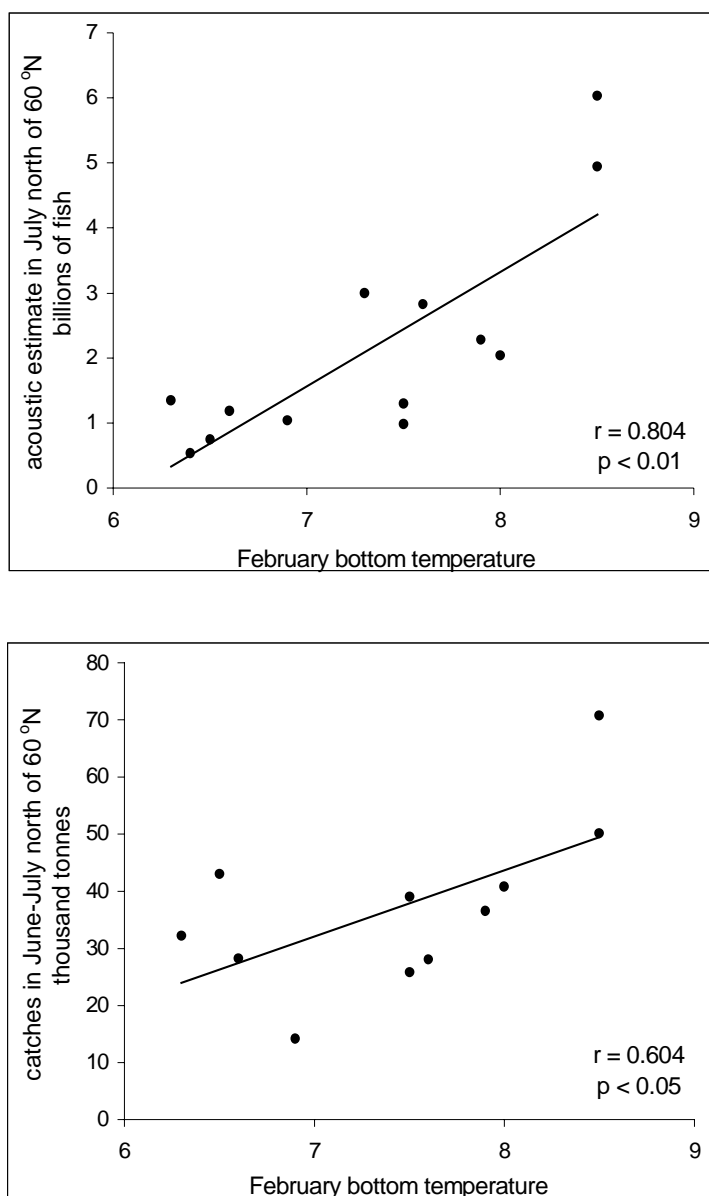 7
6
5
4
3
2
1
0
acoustic estimate in July north of 60 ºN
billions of fish
r = 0.804
p < 0.01
6 7 8 9
February bottom temperature
80
70
60
50
40
30
20
10
0
catches in June-July north of 60 ºN
thousand tonnes
r = 0.604
p < 0.05
6 7 8 9
February bottom temperature